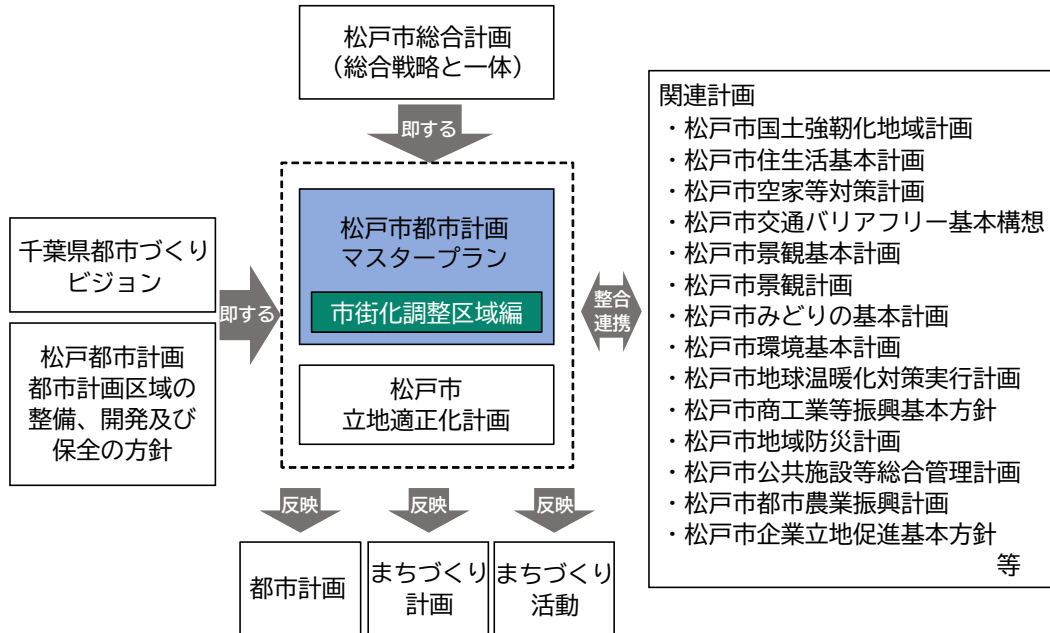 松戸市総合計画
（総合戦略と一体）
即する
千葉県都市づくり
ビジョン
松戸都市計画
都市計画区域の
整備、開発及び
保全の方針
即する
松戸市都市計画
マスタープラン
市街化調整区域編
松戸市
立地適正化計画
整合
連携
関連計画
・松戸市国土強靭化地域計画
・松戸市住生活基本計画
・松戸市空家等対策計画
・松戸市交通バリアフリー基本構想
・松戸市景観基本計画
・松戸市景観計画
・松戸市みどりの基本計画
・松戸市環境基本計画
・松戸市地球温暖化対策実行計画
・松戸市商工業等振興基本方針
・松戸市地域防災計画
・松戸市公共施設等総合管理計画
・松戸市都市農業振興計画
・松戸市企業立地促進基本方針
等
反映
反映
反映
都市計画
まちづくり
計画
まちづくり
活動